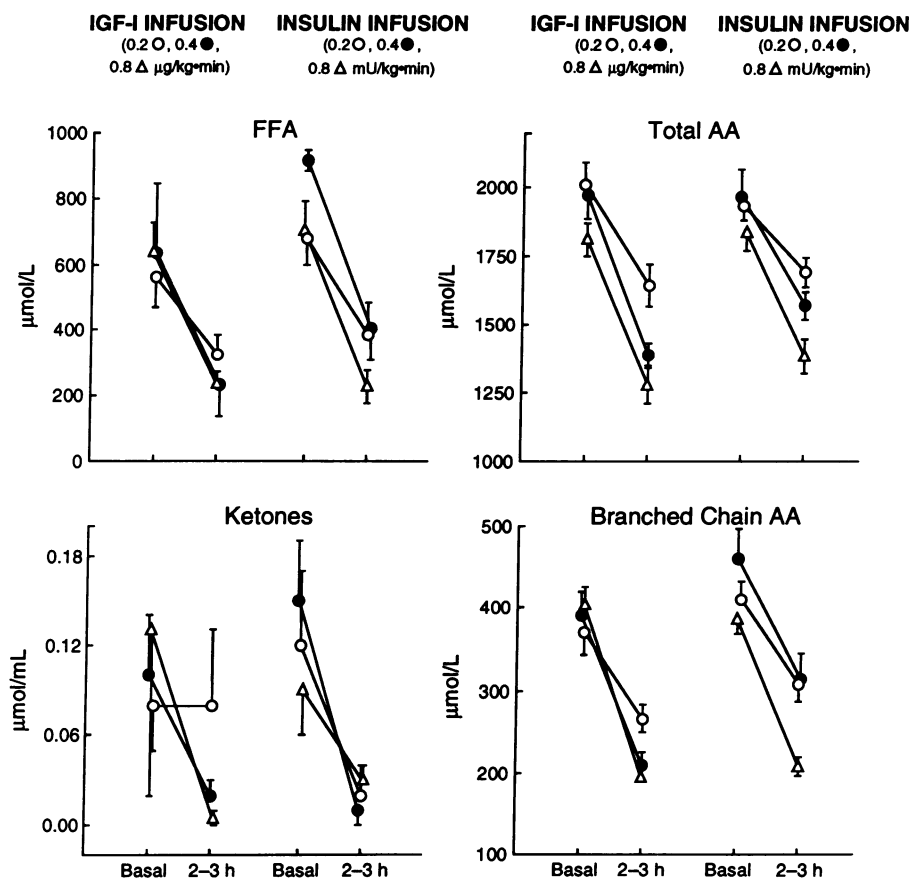 IGF-I INFUSION
(0.2 ○, 0.4 ●,
0.8 △ µg/kg•min)
INSULIN INFUSION
(0.2 ○, 0.4 ●,
0.8 △ mU/kg•min)
IGF-I INFUSION
(0.2 ○, 0.4 ●,
0.8 △ µg/kg•min)
INSULIN INFUSION
(0.2 ○, 0.4 ●,
0.8 △ mU/kg•min)
FFA
1000
800
600
400
200
0
µmol/L
Total AA
2000
1750
1500
1250
1000
µmol/L
Ketones
0.18
0.12
0.06
0.00
µmol/mL
Basal 2–3 h Basal 2–3 h
Branched Chain AA
500
400
300
200
100
µmol/L
Basal 2–3 h Basal 2–3 h